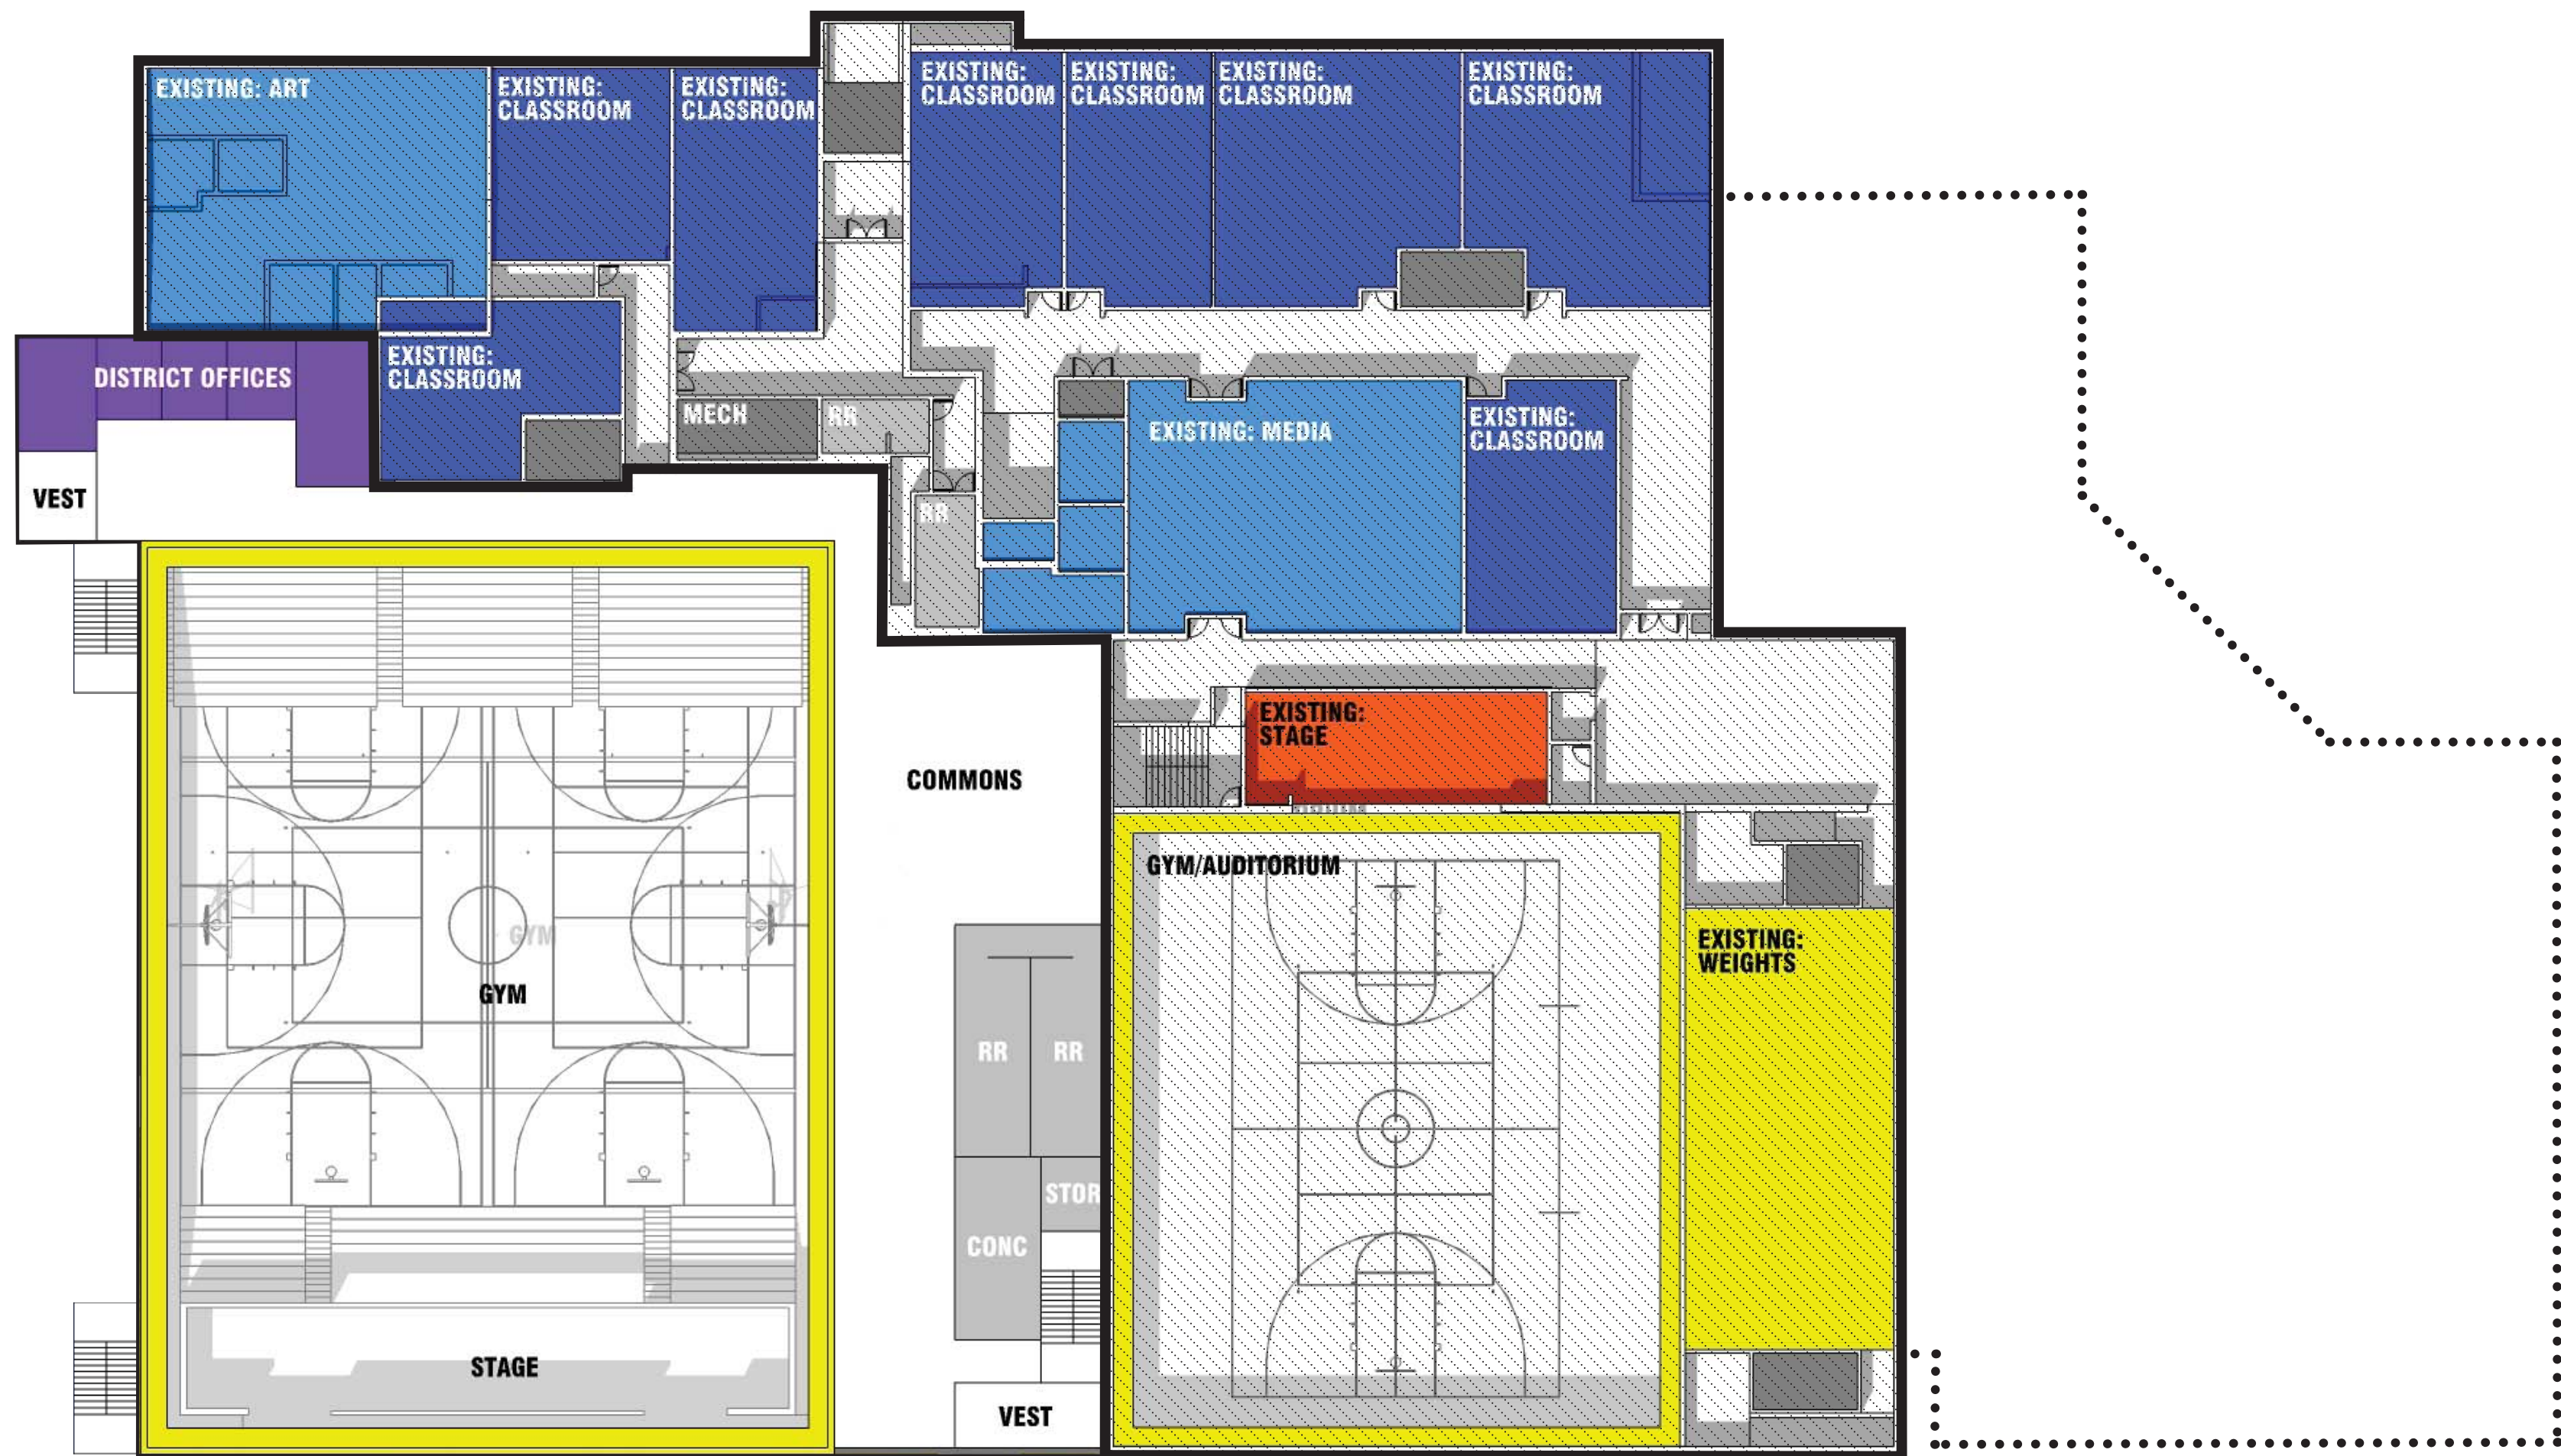 EXISTING: ART
EXISTING:
CLASSROOM
EXISTING:
CLASSROOM
EXISTING:
CLASSROOM
EXISTING:
CLASSROOM
EXISTING:
CLASSROOM
EXISTING:
CLASSROOM
DISTRICT OFFICES
EXISTING:
CLASSROOM
MECH
RR
EXISTING: MEDIA
EXISTING:
CLASSROOM
VEST
RR
EXISTING:
STAGE
COMMONS
GYM/AUDITORIUM
GYM
EXISTING:
WEIGHTS
GYM
RR
RR
STOR
CONC
STAGE
VEST